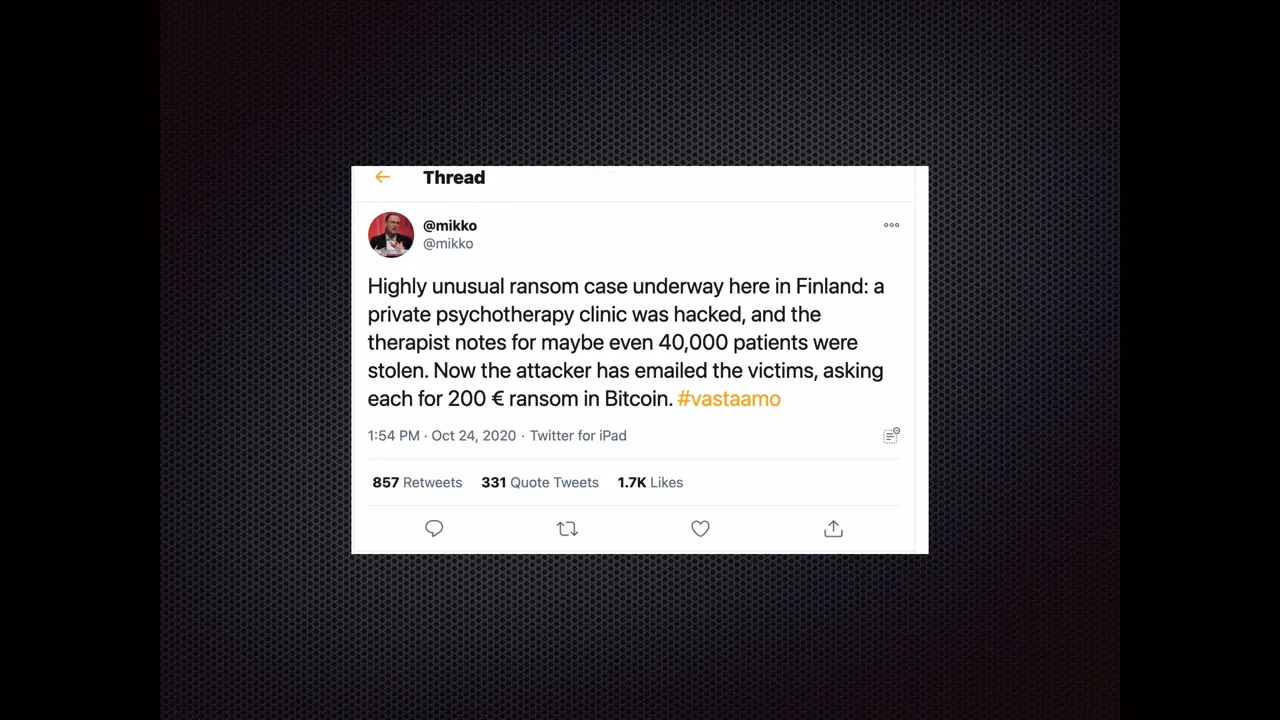 Thread
@mikko
@mikko
Highly unusual ransom case underway here in Finland: a
private psychotherapy clinic was hacked, and the
therapist notes for maybe even 40,000 patients were
stolen. Now the attacker has emailed the victims, asking
each for 200 € ransom in Bitcoin. #vastaamo
1:54 PM · Oct 24, 2020 · Twitter for iPad
857 Retweets 331 Quote Tweets 1.7K Likes